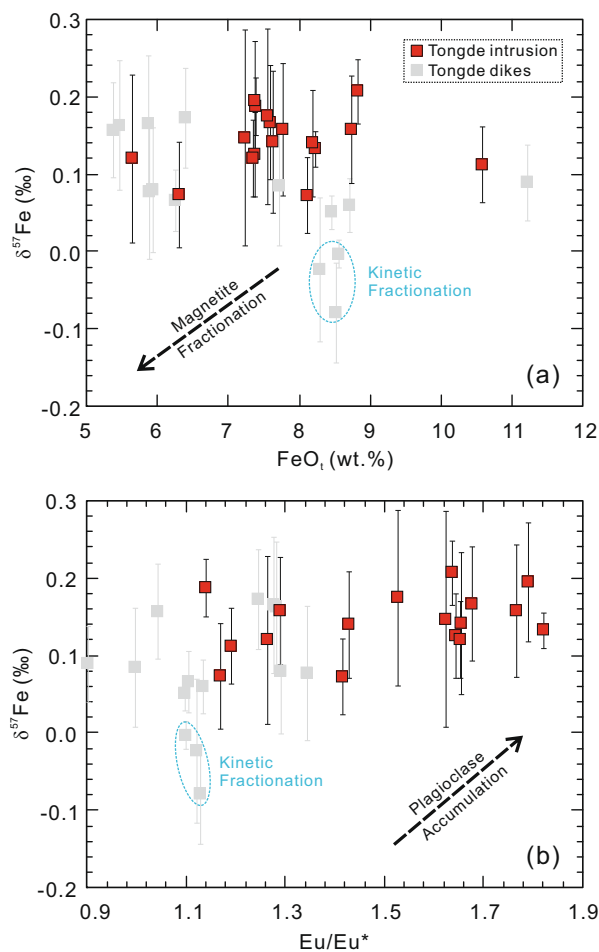 0.3
(a)
Tongde intrusion
Tongde dikes
0.2
0.1
δ⁵⁷Fe (‰)
0.0
Kinetic
Fractionation
Magnetite
Fractionation
-0.1
-0.2
5 6 7 8 9 10 11 12
FeOₜ (wt.%)
0.3
0.2
0.1
δ⁵⁷Fe (‰)
0.0
Kinetic
Fractionation
Plagioclase
Accumulation
-0.1
(b)
-0.2
0.9 1.1 1.3 1.5 1.7 1.9
Eu/Eu*